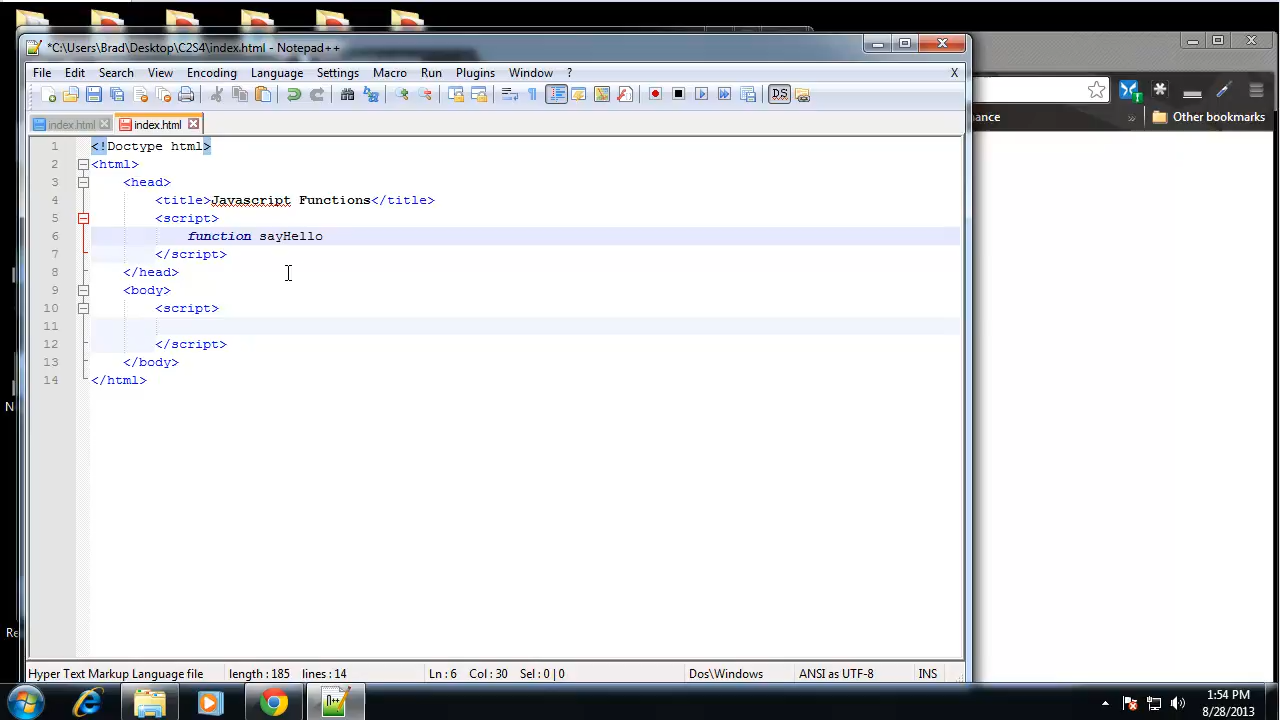 *C:\Users\Brad\Desktop\C2S4\index.html - Notepad++
File Edit Search View Encoding Language Settings Macro Run Plugins Window ? X
index.html index.html
nance » Other bookmarks
1 <!Doctype html>
2 <html>
3 <head>
4 <title>Javascript Functions</title>
5 <script>
6 function sayHello
7 </script>
8 </head>
9 <body>
10 <script>
11
12 </script>
13 </body>
14 </html>
N
Re
Hyper Text Markup Language file length : 185 lines : 14 Ln : 6 Col : 30 Sel : 0 | 0 Dos\Windows ANSI as UTF-8 INS
1:54 PM
8/28/2013